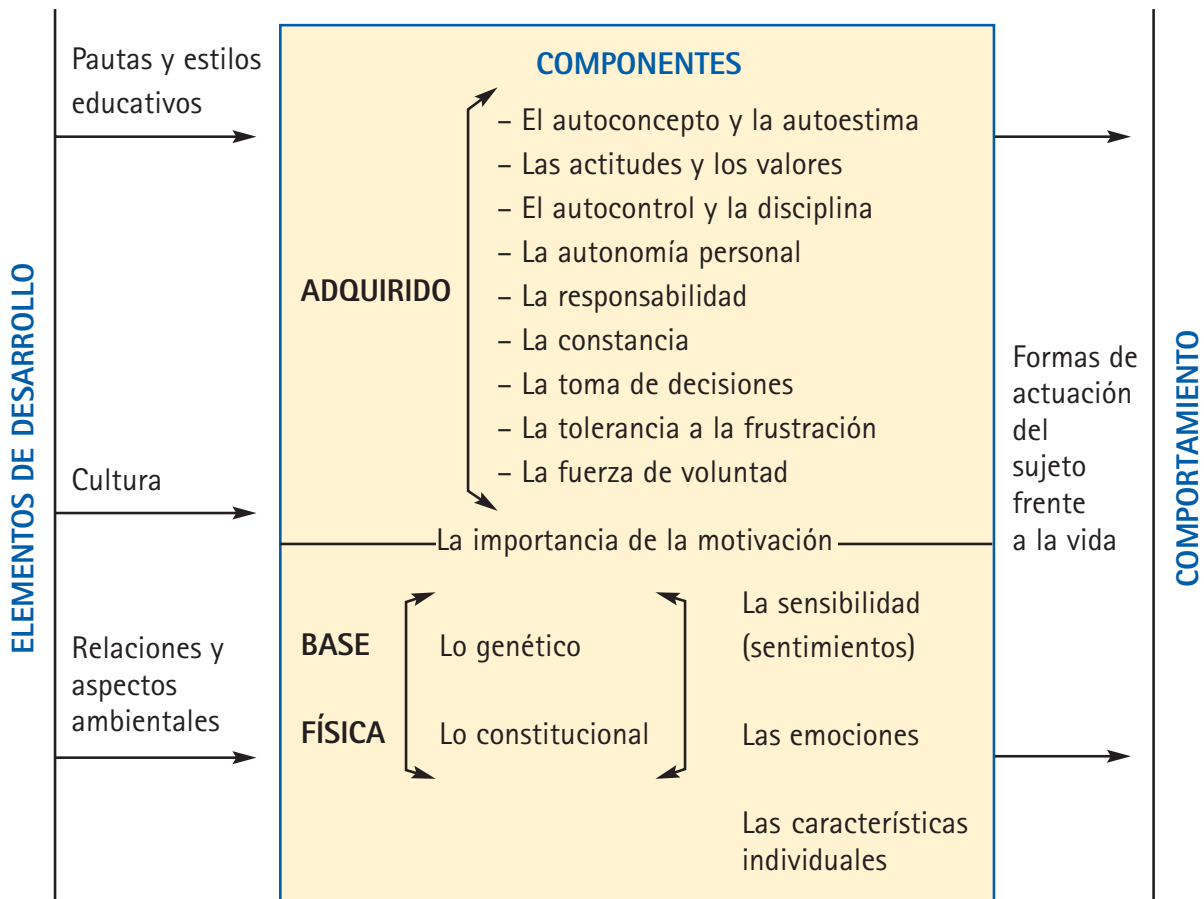 ELEMENTOS DE DESARROLLO
Pautas y estilos
educativos
Cultura
Relaciones y
aspectos
ambientales
COMPONENTES
ADQUIRIDO
– El autoconcepto y la autoestima
– Las actitudes y los valores
– El autocontrol y la disciplina
– La autonomía personal
– La responsabilidad
– La constancia
– La toma de decisiones
– La tolerancia a la frustración
– La fuerza de voluntad
La importancia de la motivación
BASE
FÍSICA
Lo genético
Lo constitucional
La sensibilidad
(sentimientos)
Las emociones
Las características
individuales
Formas de
actuación
del
sujeto
frente
a la vida
COMPORTAMIENTO